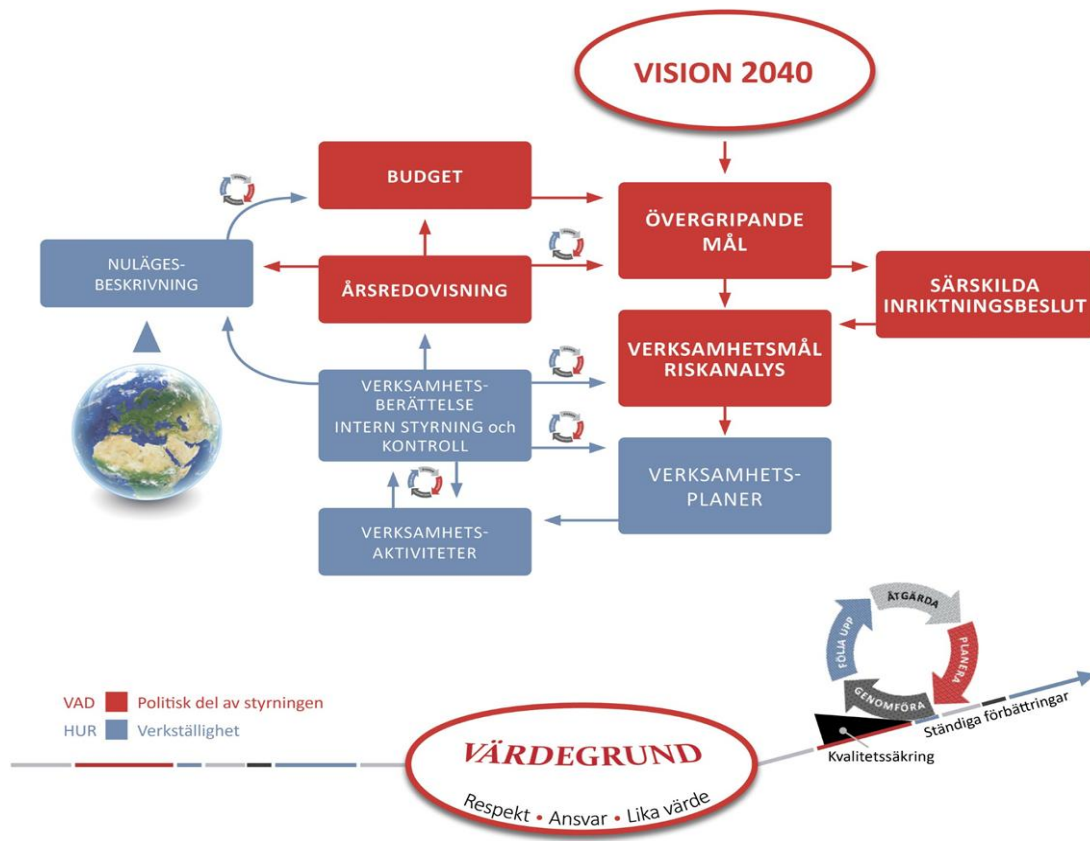 VISION 2040
BUDGET
ÖVERGRIPANDE
MÅL
NULÄGES-
BESKRIVNING
ÅRSREDOVISNING
SÄRSKILDA
INRIKTNINGSBESLUT
VERKSAMHETSMÅL
RISKANALYS
VERKSAMHETS-
BERÄTTELSE
INTERN STYRNING och
KONTROLL
VERKSAMHETS-
PLANER
VERKSAMHETS-
AKTIVITETER
ÅTGÄRDA
PLANERA
GENOMFÖRA
FÖLJA UPP
Ständiga förbättringar
Kvalitetssäkring
VAD Politisk del av styrningen
HUR Verkställighet
VÄRDEGRUND
Respekt • Ansvar • Lika värde